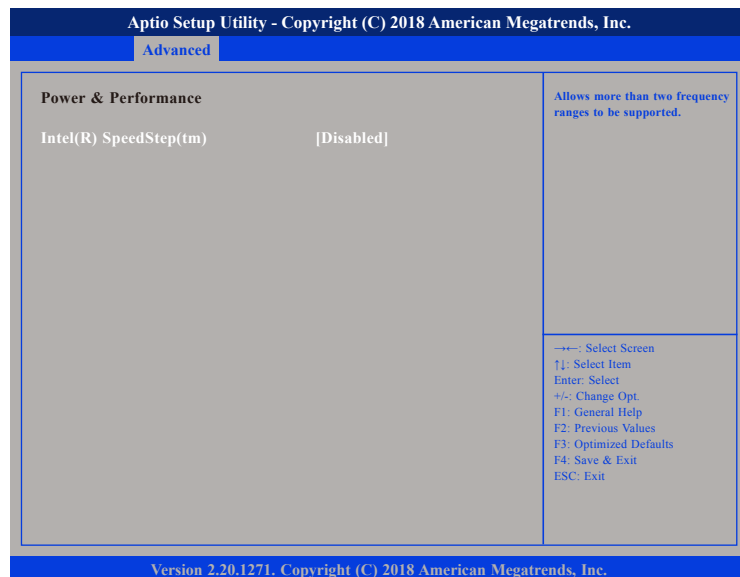 Aptio Setup Utility - Copyright (C) 2018 American Megatrends, Inc.
Advanced
Power & Performance
Intel(R) SpeedStep(tm) [Disabled]
Allows more than two frequency
ranges to be supported.
→←: Select Screen
↑↓: Select Item
Enter: Select
+/-: Change Opt.
F1: General Help
F2: Previous Values
F3: Optimized Defaults
F4: Save & Exit
ESC: Exit
Version 2.20.1271. Copyright (C) 2018 American Megatrends, Inc.